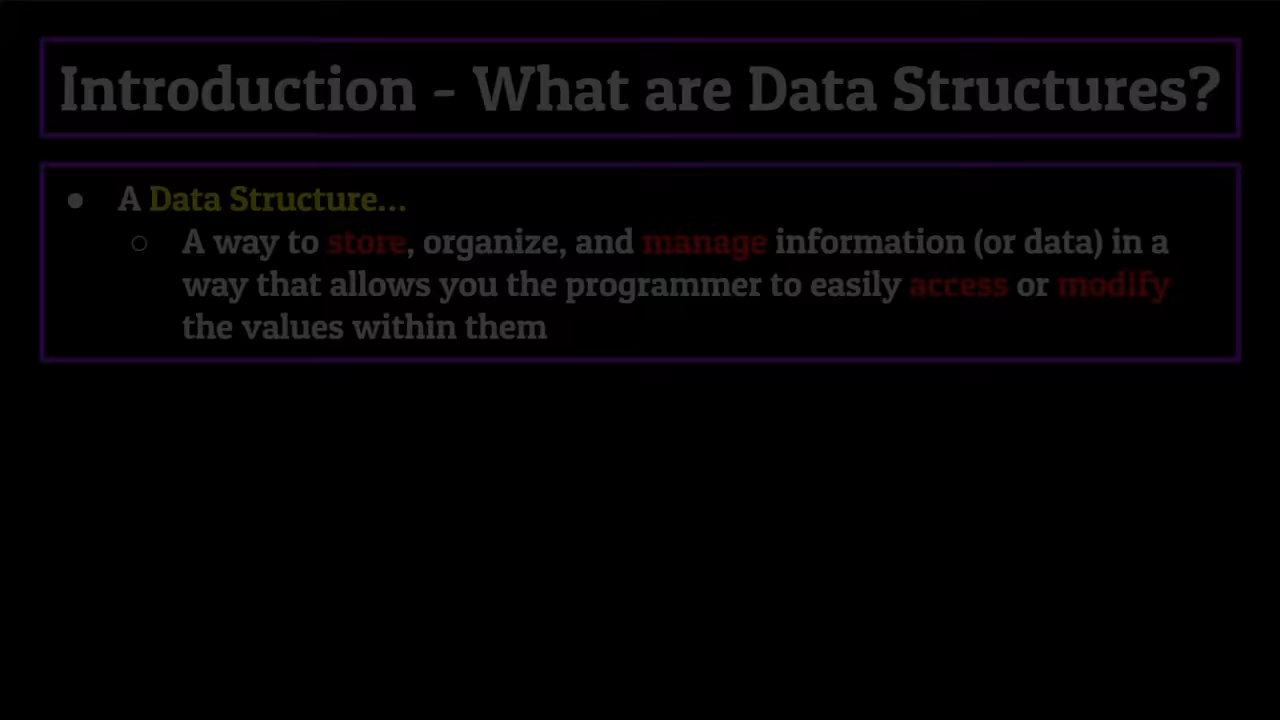 Introduction - What are Data Structures?
● A Data Structure...
○ A way to store, organize, and manage information (or data) in a
way that allows you the programmer to easily access or modify
the values within them